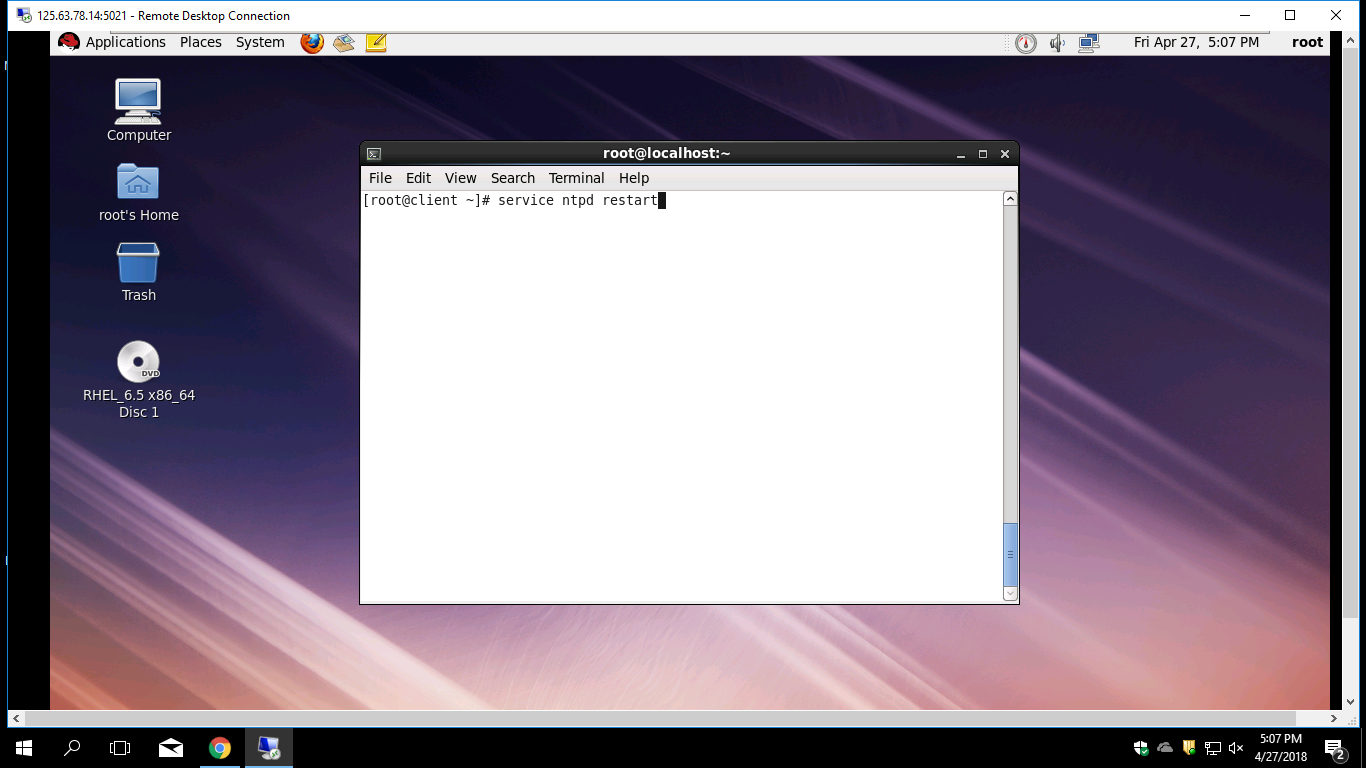 125.63.78.14:5021 - Remote Desktop Connection
Applications Places System Fri Apr 27, 5:07 PM root
Computer
root's Home
Trash
DVD
RHEL_6.5 x86_64
Disc 1
root@localhost:~
File Edit View Search Terminal Help
[root@client ~]# service ntpd restart
5:07 PM
4/27/2018
2